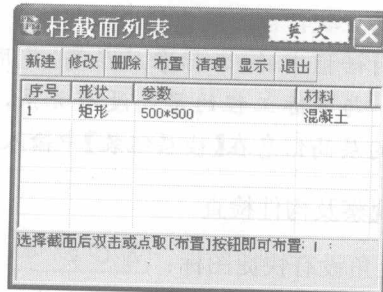 柱截面列表 英文
新建 修改 删除 布置 清理 显示 退出
序号 形状 参数 材料
1 矩形 500*500 混凝土
选择截面后双击或点取[布置]按钮即可布置: